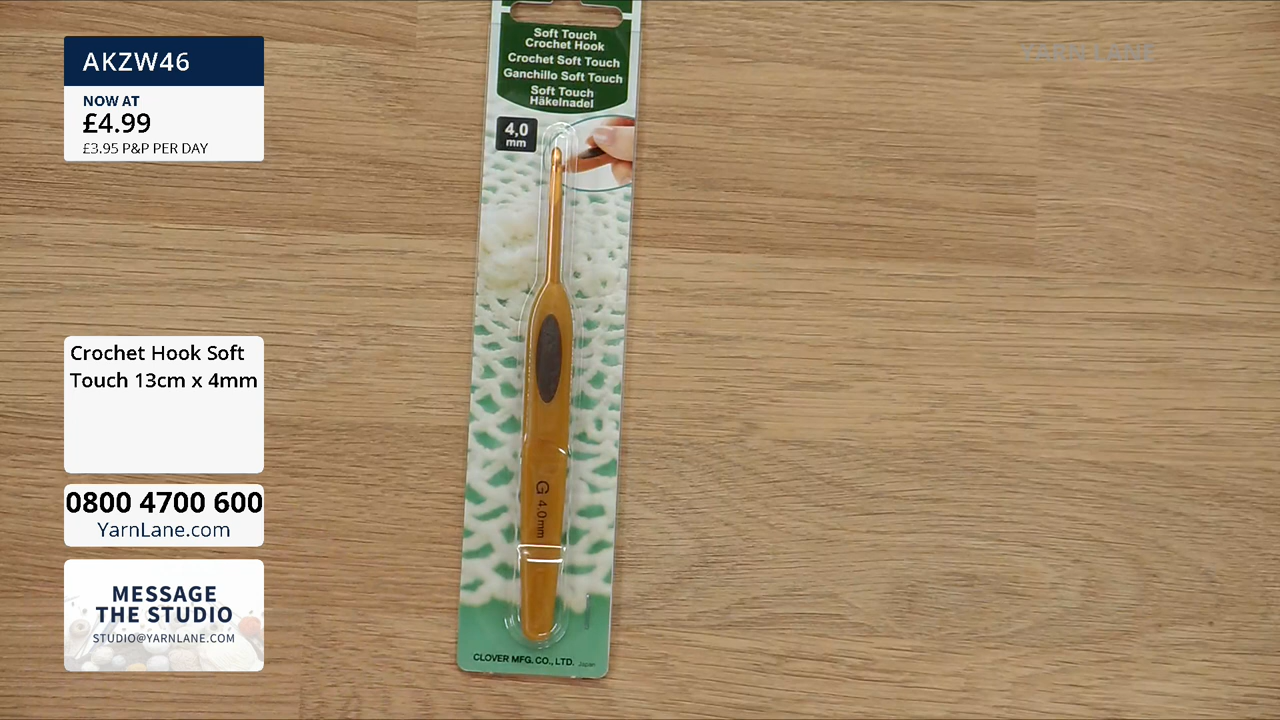 AKZW46
NOW AT
£4.99
£3.95 P&P PER DAY
Crochet Hook Soft
Touch 13cm x 4mm
0800 4700 600
YarnLane.com
MESSAGE
THE STUDIO
STUDIO@YARNLANE.COM
YARN LANE
Soft Touch
Crochet Hook
Crochet Soft Touch
Ganchillo Soft Touch
Soft Touch
Häkelnadel
4,0
mm
G 4.0mm
CLOVER MFG. CO., LTD. Japan